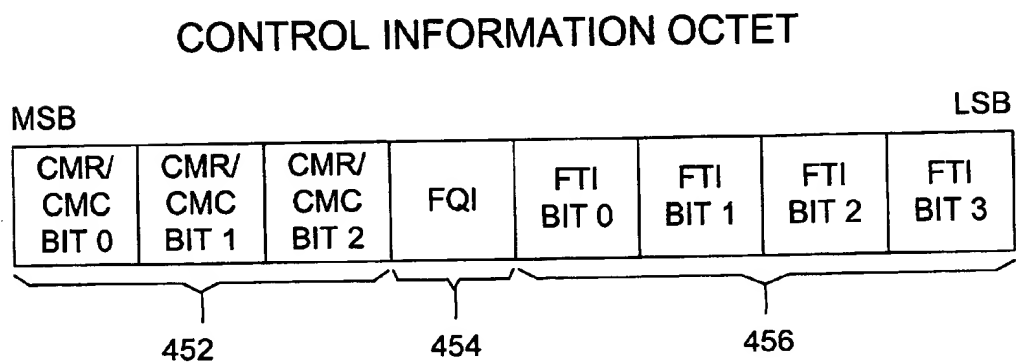 CONTROL INFORMATION OCTET
MSB
LSB
CMR/
CMC
BIT 0
CMR/
CMC
BIT 1
CMR/
CMC
BIT 2
FQI
FTI
BIT 0
FTI
BIT 1
FTI
BIT 2
FTI
BIT 3
452
454
456